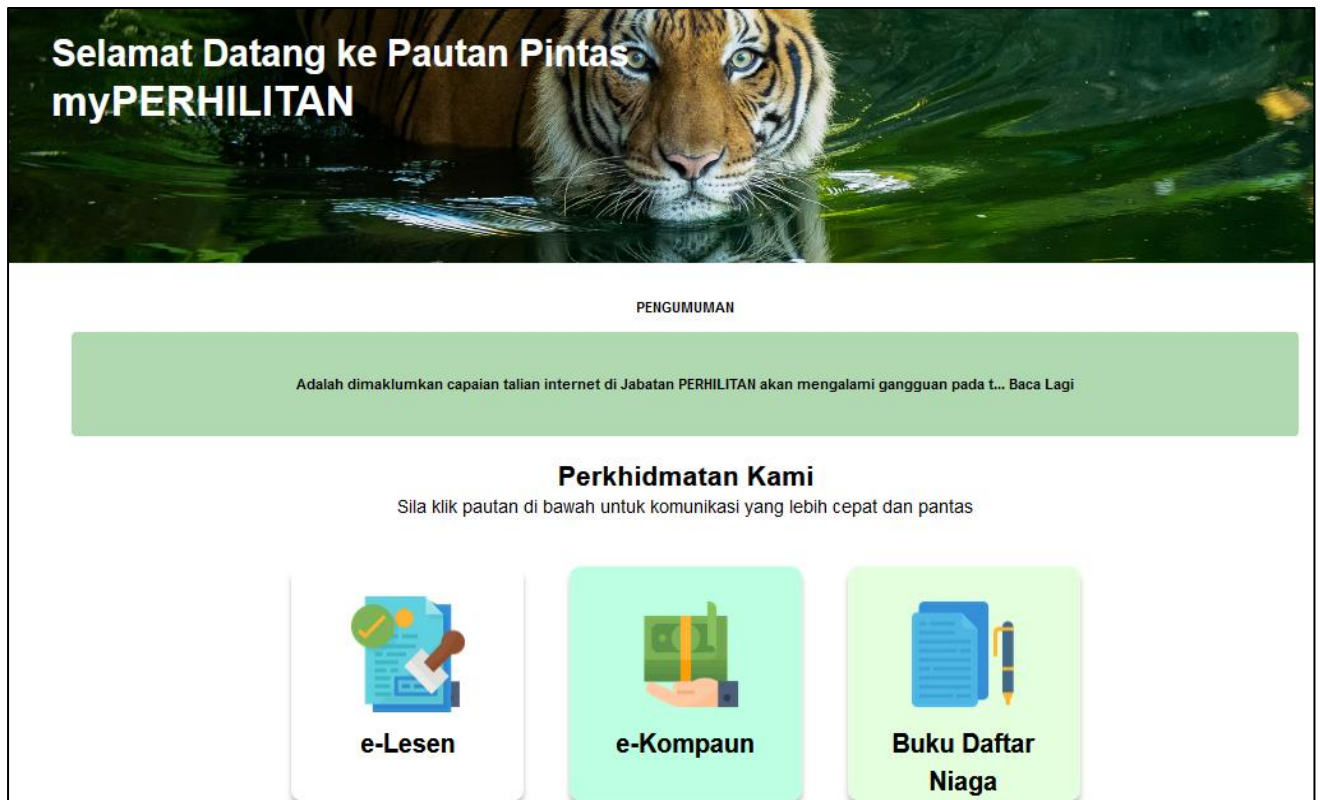 Selamat Datang ke Pautan Pintas
myPERHILITAN
PENGUMUMAN
Adalah dimaklumkan capaian talian internet di Jabatan PERHILITAN akan mengalami gangguan pada t... Baca Lagi
Perkhidmatan Kami
Sila klik pautan di bawah untuk komunikasi yang lebih cepat dan pantas
e-Lesen
e-Kompaun
Buku Daftar
Niaga